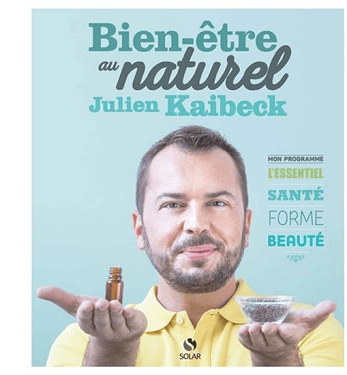 Bien-être
au naturel
Julien Kaibeck
MON PROGRAMME
L'ESSENTIEL
SANTÉ
FORME
BEAUTÉ
SOLAR